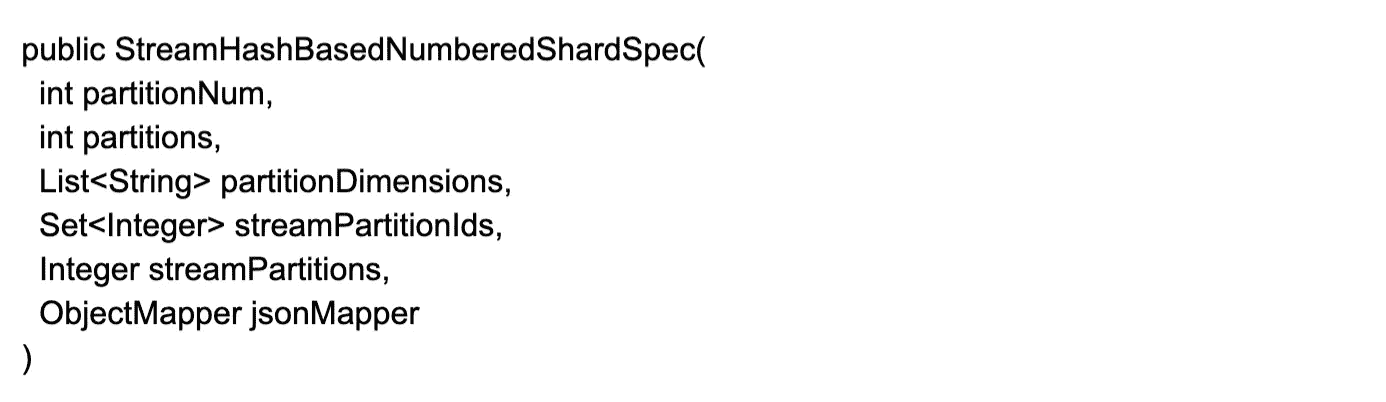 public StreamHashBasedNumberedShardSpec(
int partitionNum,
int partitions,
List<String> partitionDimensions,
Set<Integer> streamPartitionIds,
Integer streamPartitions,
ObjectMapper jsonMapper
)